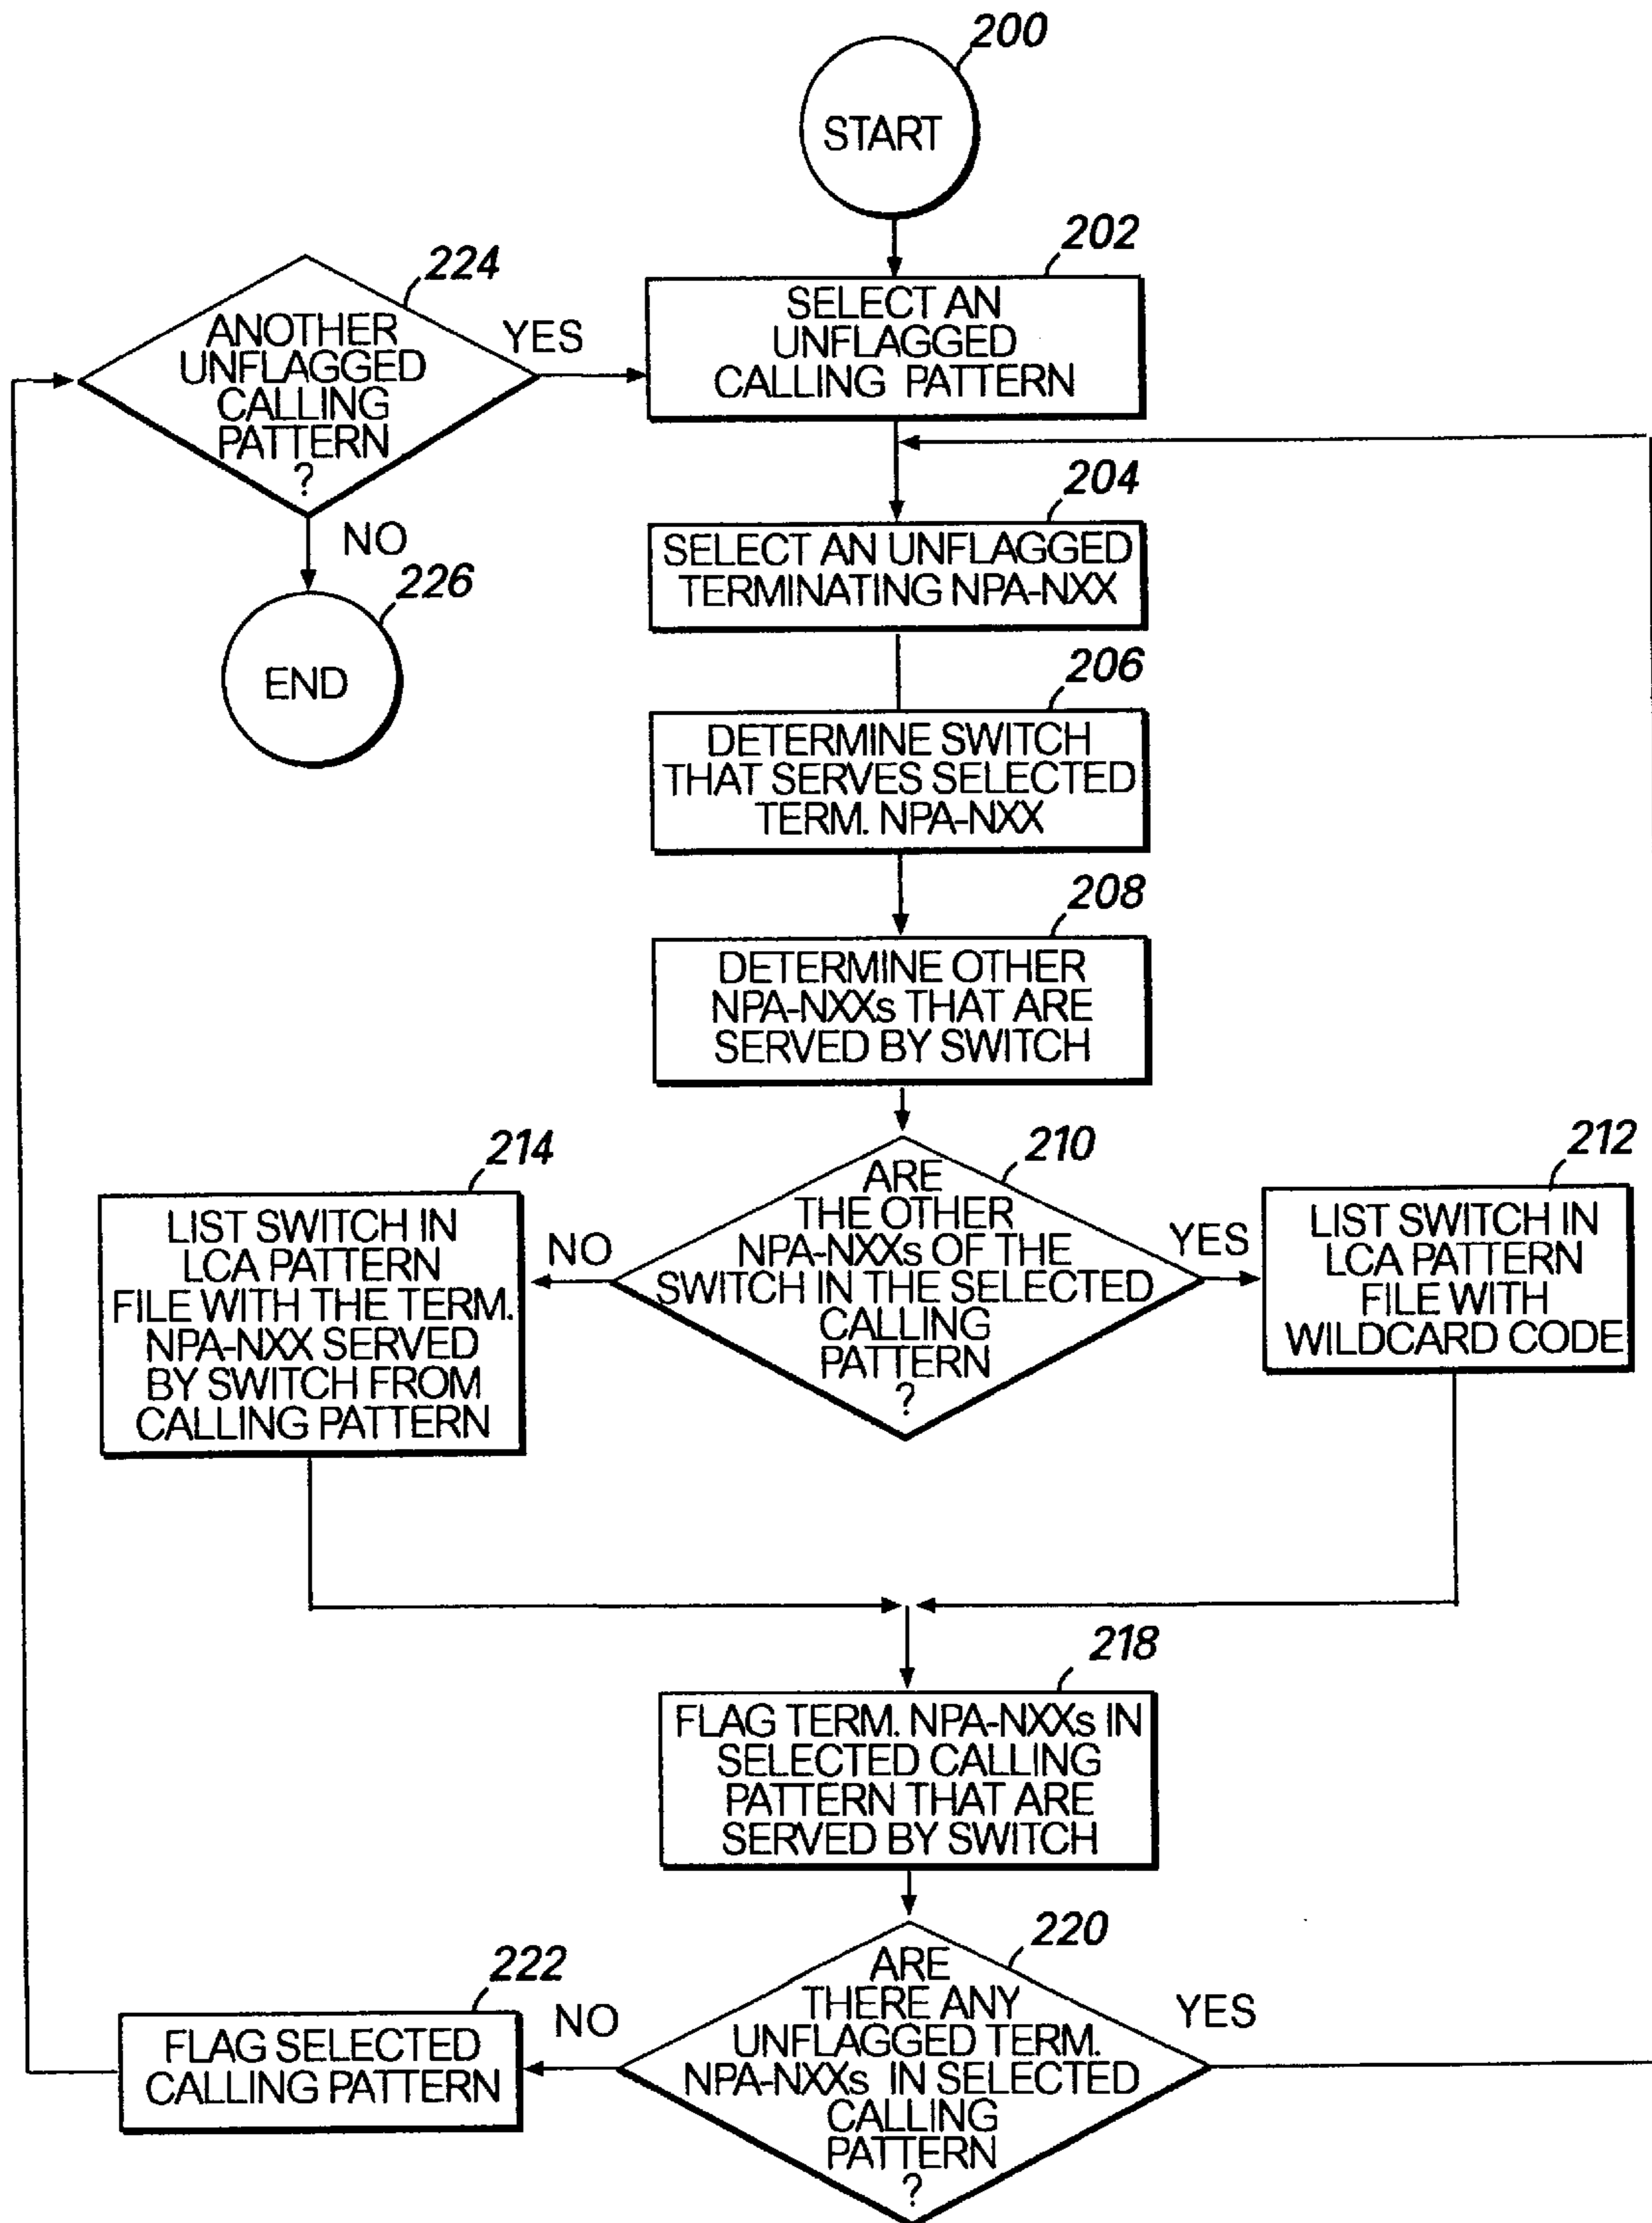 200
START
202
SELECT AN
UNFLAGGED
CALLING PATTERN
224
ANOTHER
UNFLAGGED
CALLING
PATTERN
?
YES
NO
226
END
204
SELECT AN UNFLAGGED
TERMINATING NPA-NXX
206
DETERMINE SWITCH
THAT SERVES SELECTED
TERM. NPA-NXX
208
DETERMINE OTHER
NPA-NXXs THAT ARE
SERVED BY SWITCH
210
ARE
THE OTHER
NPA-NXXs OF THE
SWITCH IN THE SELECTED
CALLING
PATTERN
?
NO
YES
214
LIST SWITCH IN
LCA PATTERN
FILE WITH THE TERM.
NPA-NXX SERVED
BY SWITCH FROM
CALLING PATTERN
212
LIST SWITCH IN
LCA PATTERN
FILE WITH
WILDCARD CODE
218
FLAG TERM. NPA-NXXs IN
SELECTED CALLING
PATTERN THAT ARE
SERVED BY SWITCH
220
ARE
THERE ANY
UNFLAGGED TERM.
NPA-NXXs IN SELECTED
CALLING
PATTERN
?
NO
YES
222
FLAG SELECTED
CALLING PATTERN